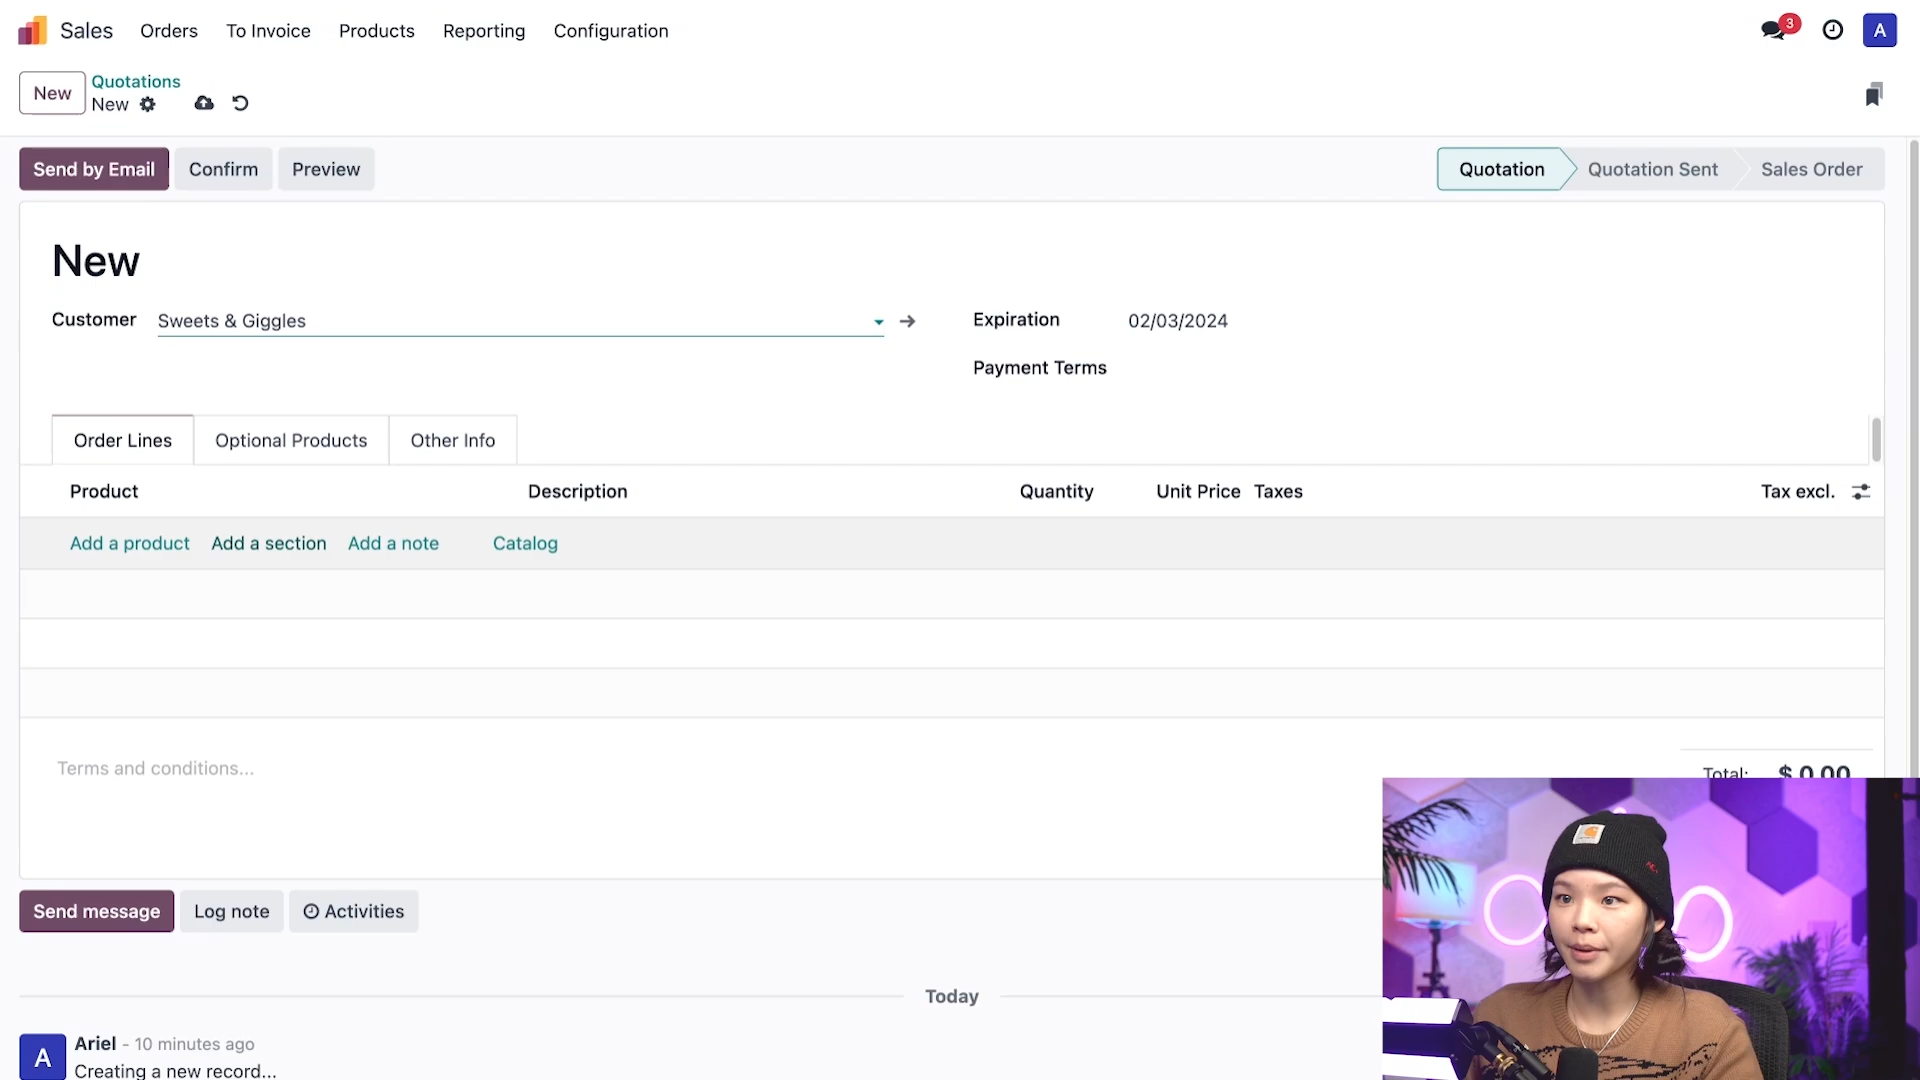 Sales Orders To Invoice Products Reporting Configuration 3 A
New Quotations
New
Send by Email Confirm Preview Quotation Quotation Sent Sales Order
New
Customer Sweets & Giggles Expiration 02/03/2024
Payment Terms
Order Lines Optional Products Other Info
Product Description Quantity Unit Price Taxes Tax excl.
Add a product Add a section Add a note Catalog
Terms and conditions... Total: $ 0.00
Send message Log note Activities
Today
A Ariel - 10 minutes ago
Creating a new record...